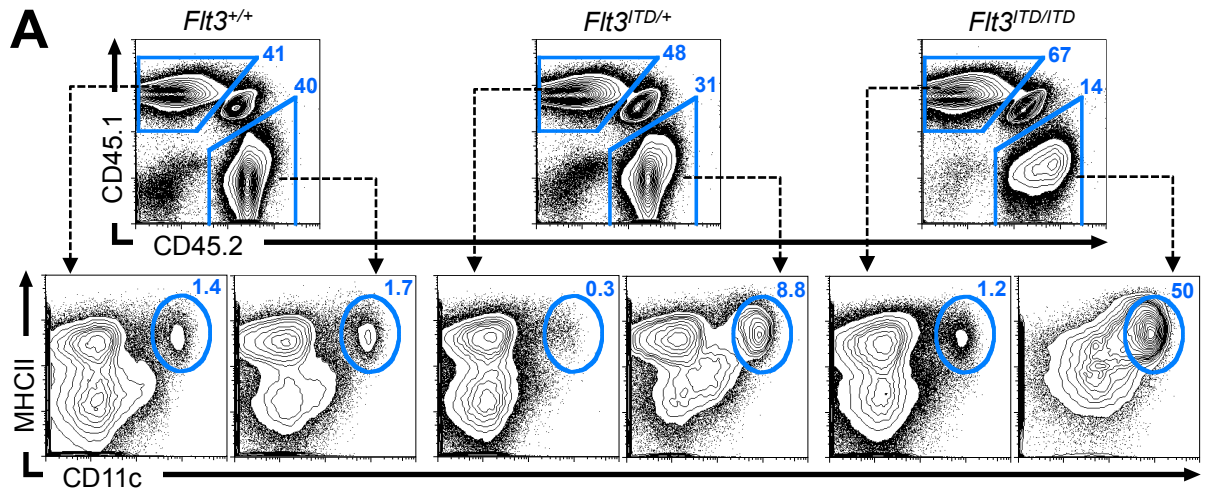 A
Flt3+/+
Flt3ITD/+
Flt3ITD/ITD
41
40
48
31
67
14
CD45.1
CD45.2
1.4
1.7
0.3
8.8
1.2
50
MHCII
CD11c